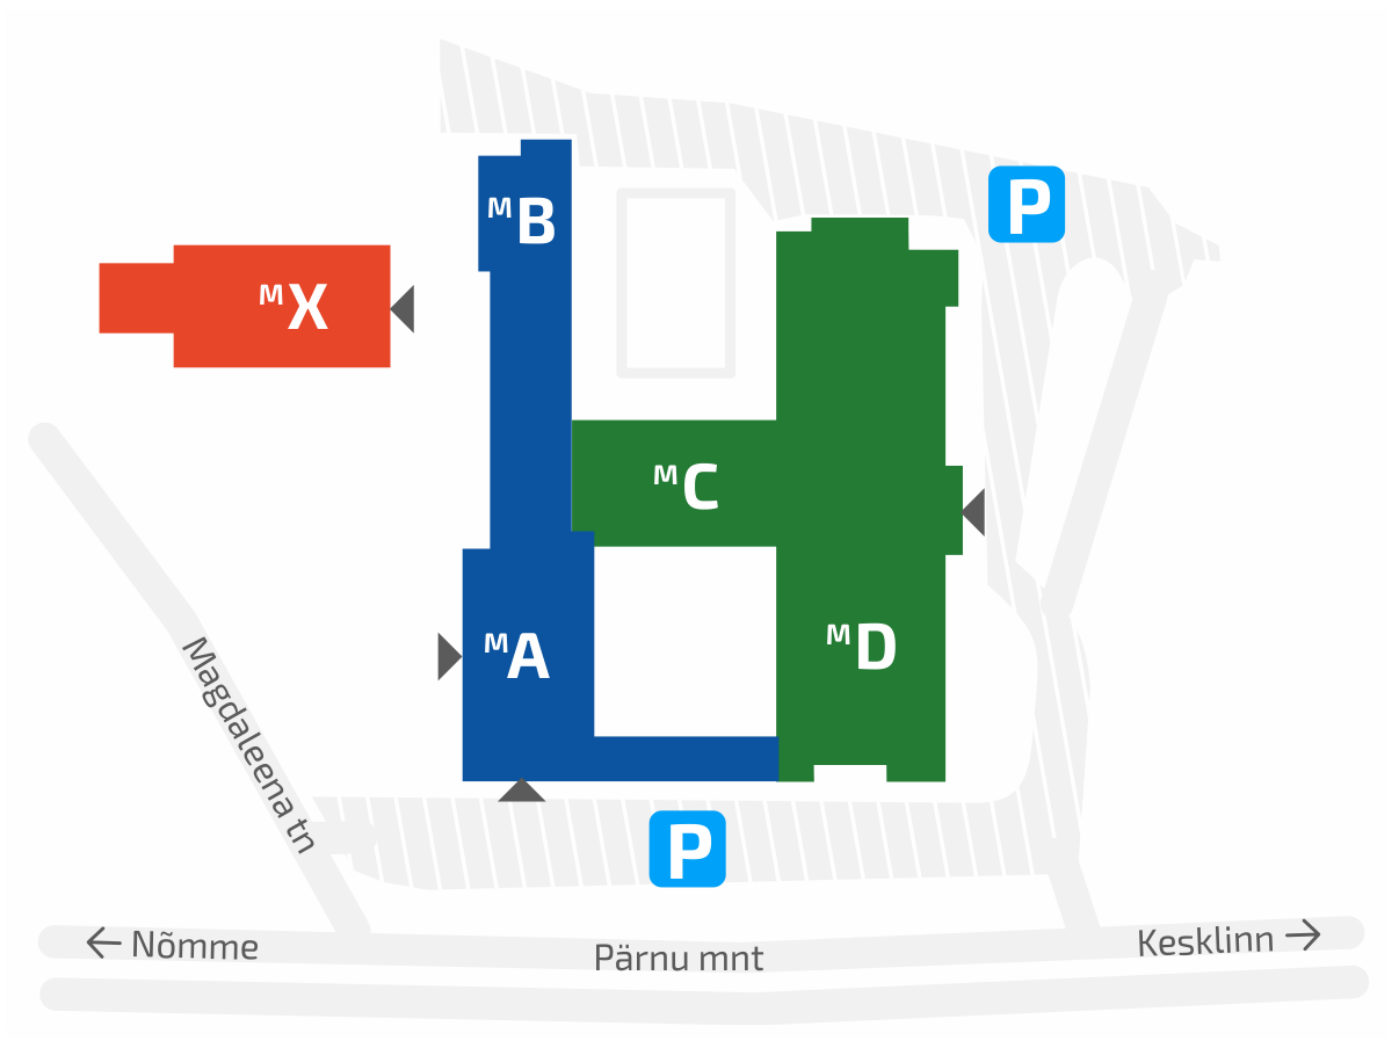 P
ᴹB
ᴹX
ᴹC
ᴹA
ᴹD
Magdaleena tn
P
← Nõmme
Pärnu mnt
Kesklinn →